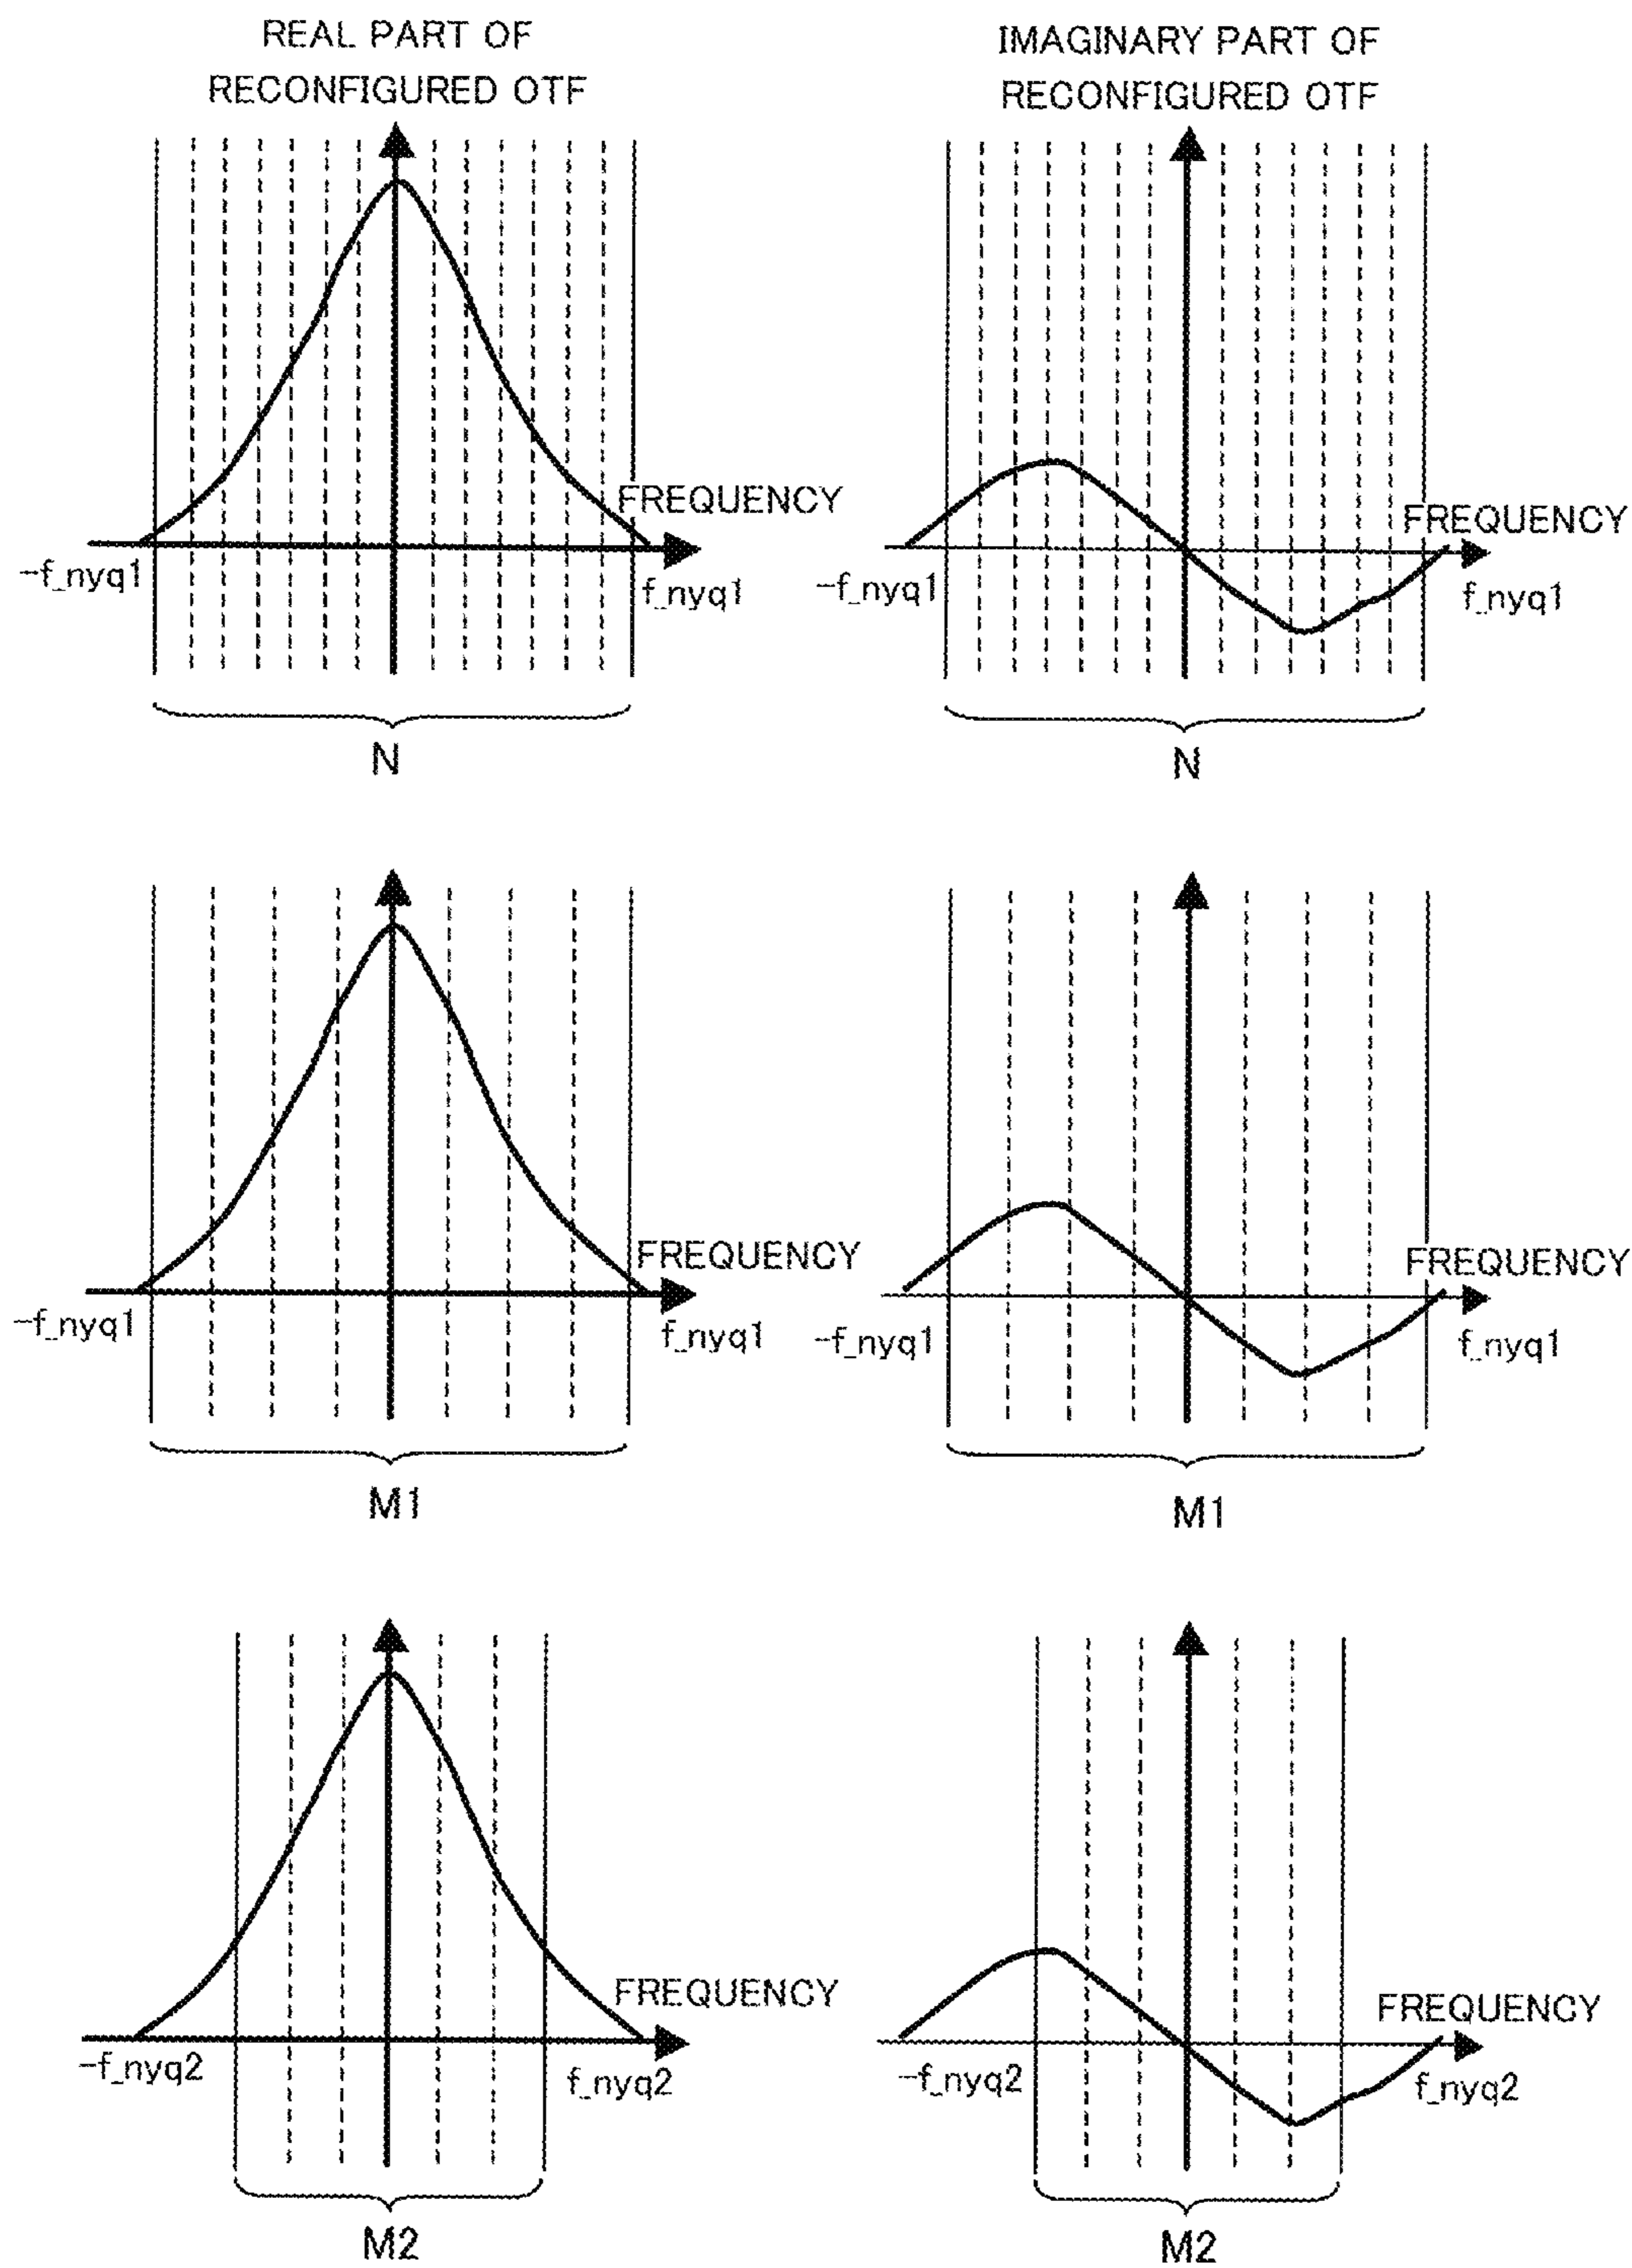 REAL PART OF
RECONFIGURED OTF
IMAGINARY PART OF
RECONFIGURED OTF
FREQUENCY
-f_nyq1
f_nyq1
N
FREQUENCY
-f_nyq1
f_nyq1
N
FREQUENCY
-f_nyq1
f_nyq1
M1
FREQUENCY
-f_nyq1
f_nyq1
M1
FREQUENCY
-f_nyq2
f_nyq2
M2
FREQUENCY
-f_nyq2
f_nyq2
M2